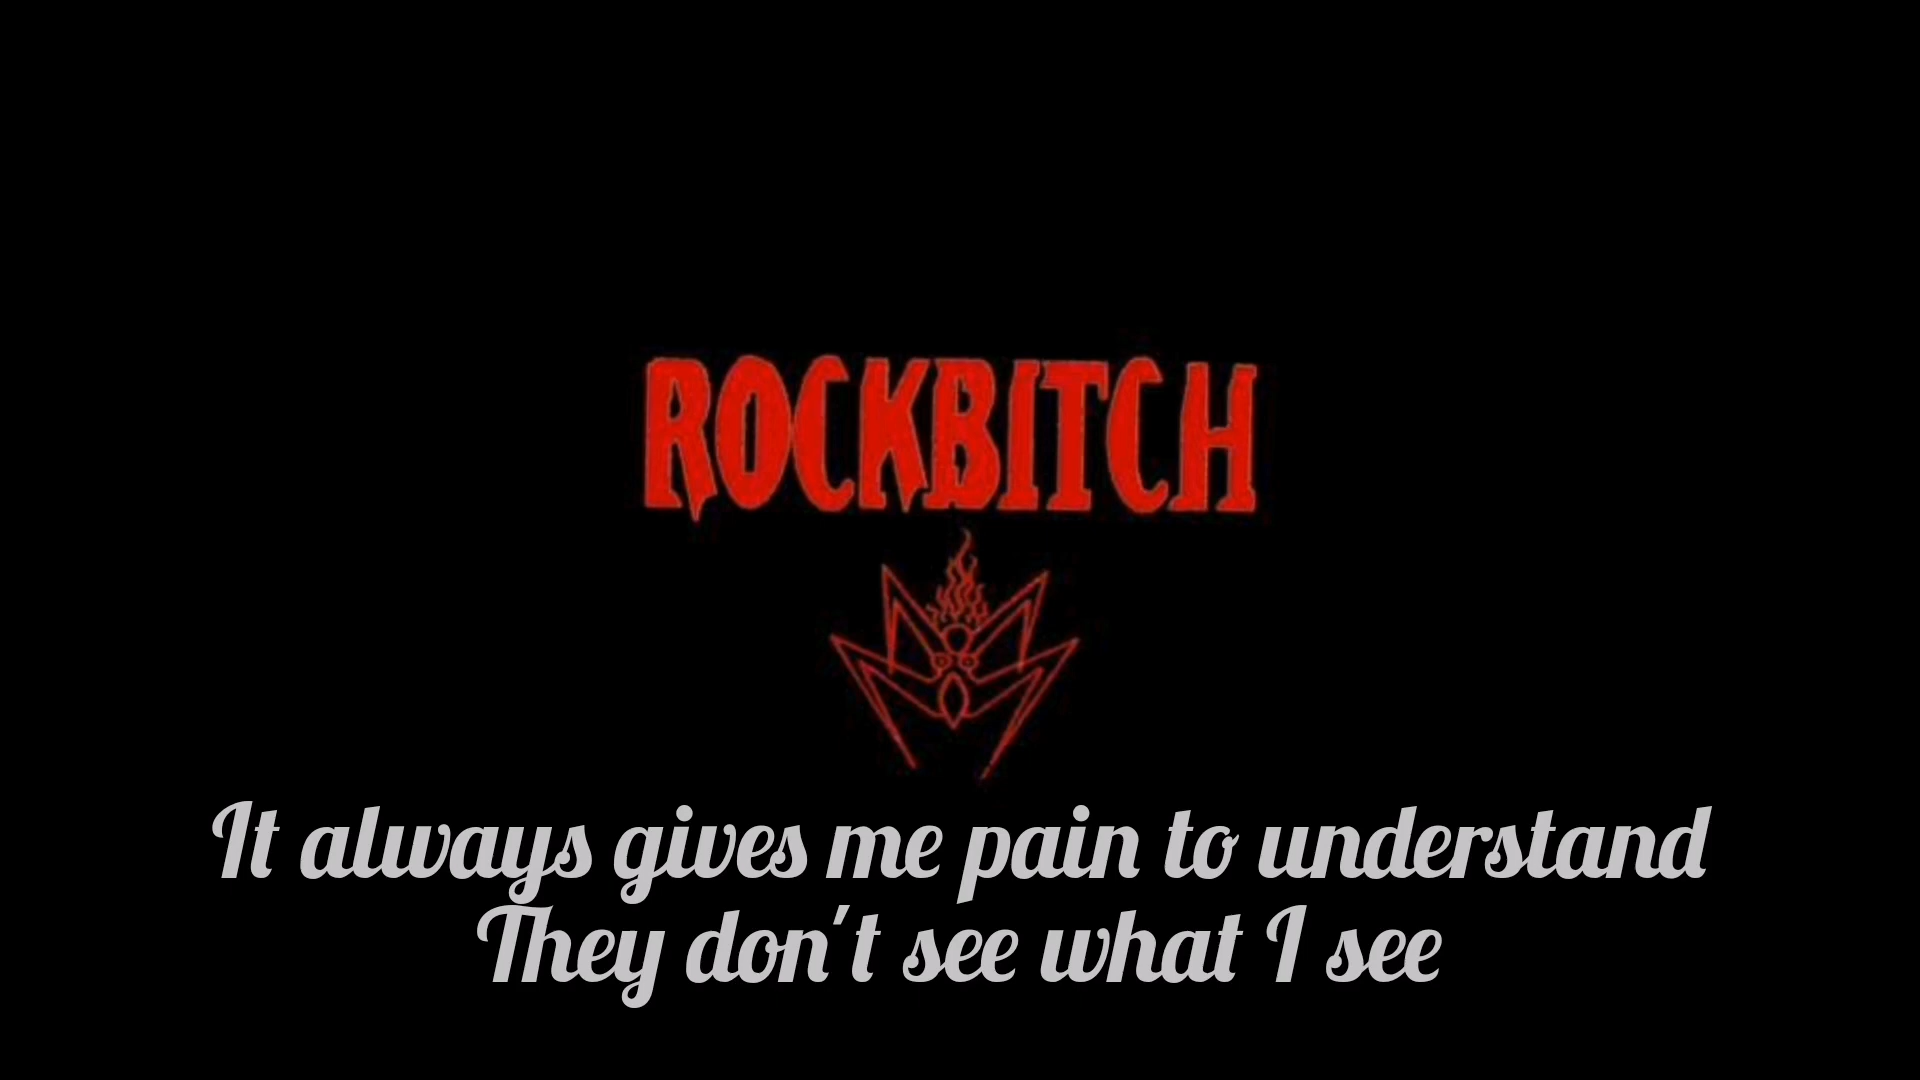 ROCKBITCH
It always gives me pain to understand
They don't see what I see